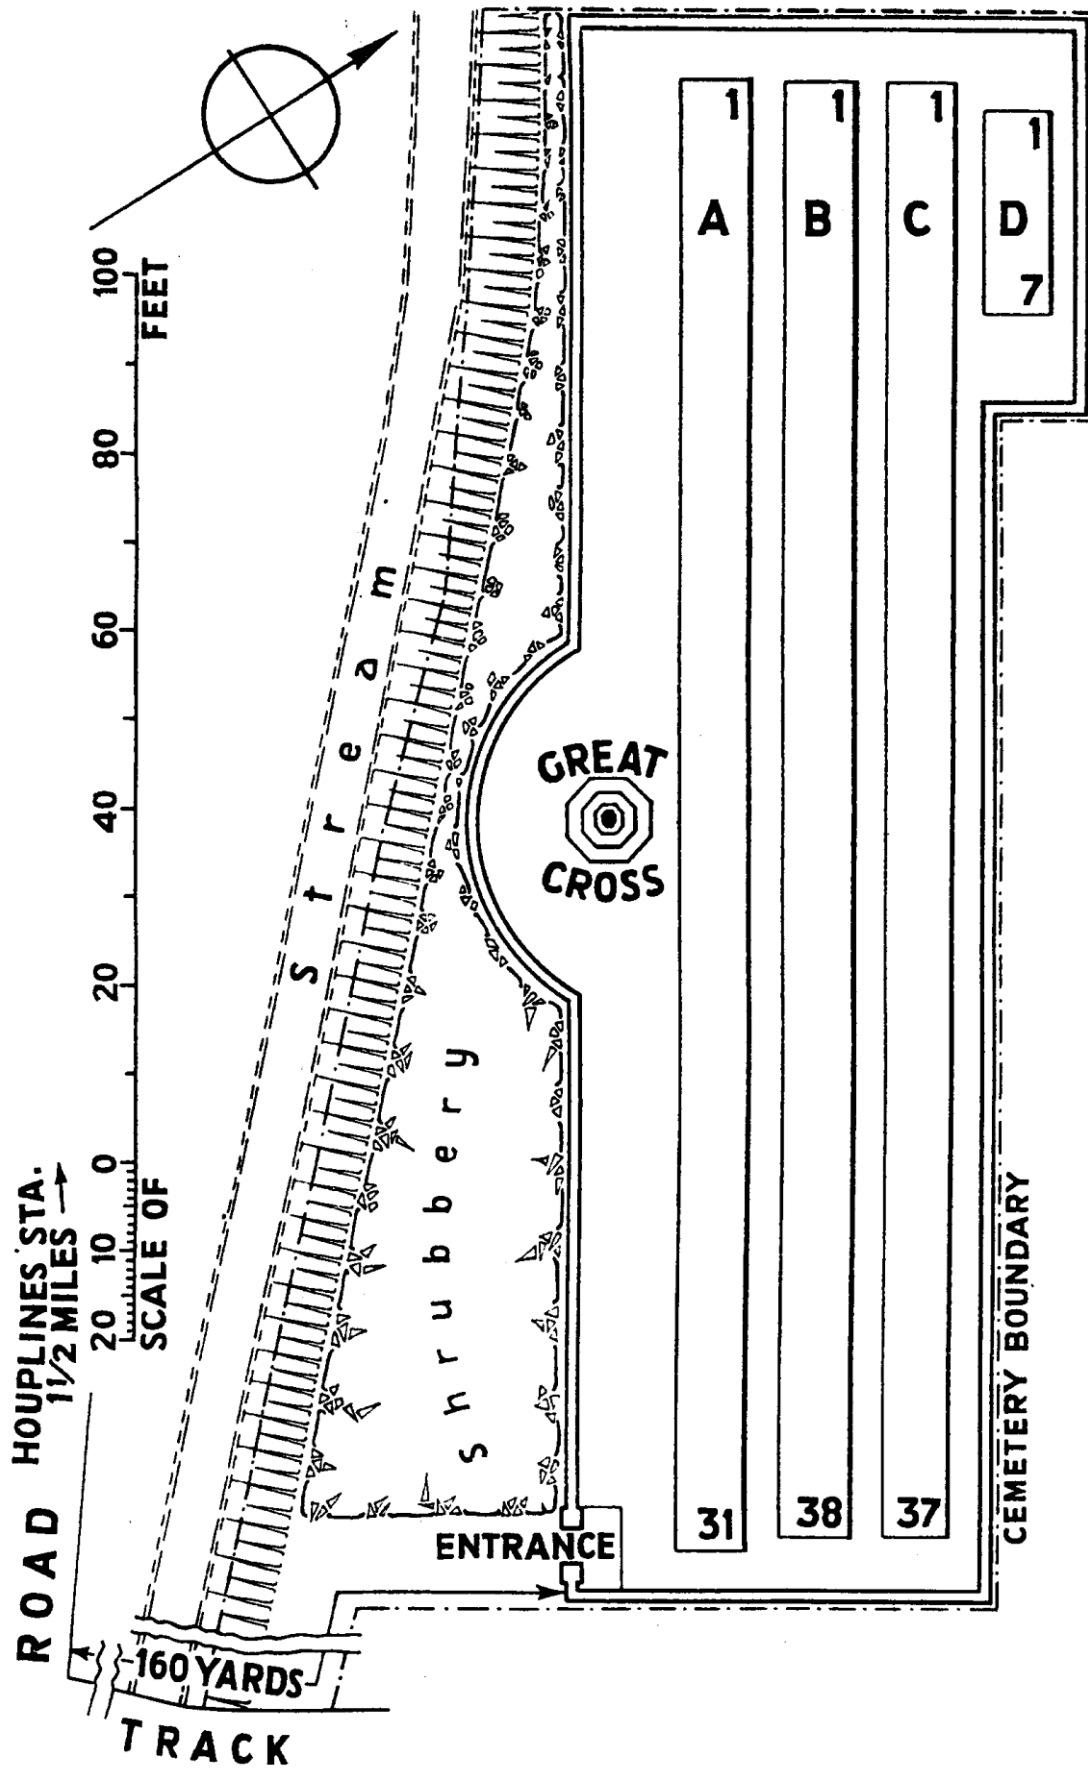 100
FEET
80
60
40
20
0
10
20
SCALE OF
HOUPLINES STA.
1½ MILES
ROAD
160 YARDS
TRACK
Stream
Shrubbery
GREAT
CROSS
ENTRANCE
1
A
31
1
B
38
1
C
37
1
D
7
CEMETERY BOUNDARY